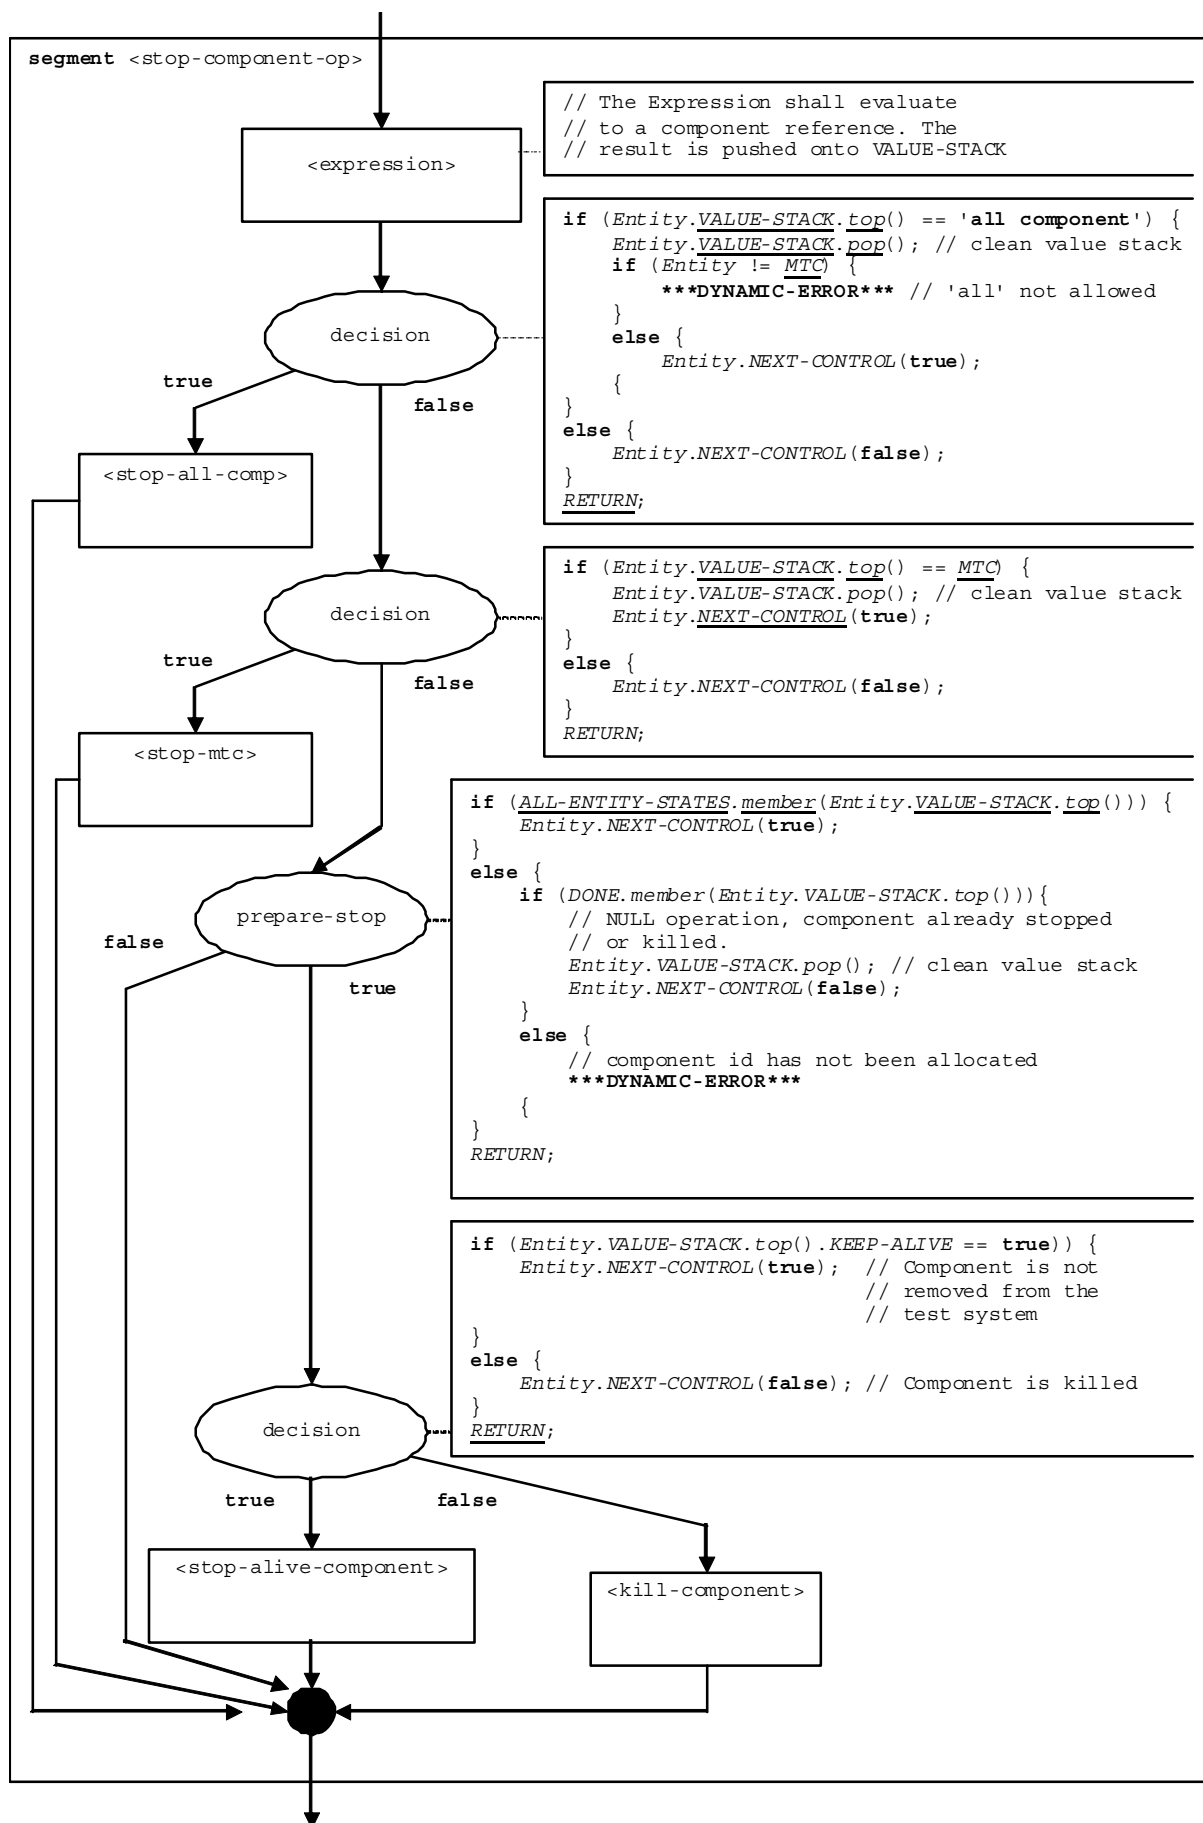 segment <stop-component-op>
// The Expression shall evaluate
// to a component reference. The
// result is pushed onto VALUE-STACK
<expression>
if (Entity.VALUE-STACK.top() == 'all component') {
Entity.VALUE-STACK.pop(); // clean value stack
if (Entity != MTC) {
***DYNAMIC-ERROR*** // 'all' not allowed
}
else {
Entity.NEXT-CONTROL(true);
{
}
else {
Entity.NEXT-CONTROL(false);
}
RETURN;
decision
true
false
<stop-all-comp>
if (Entity.VALUE-STACK.top() == MTC) {
Entity.VALUE-STACK.pop(); // clean value stack
Entity.NEXT-CONTROL(true);
}
else {
Entity.NEXT-CONTROL(false);
}
RETURN;
decision
true
false
<stop-mtc>
if (ALL-ENTITY-STATES.member(Entity.VALUE-STACK.top())) {
Entity.NEXT-CONTROL(true);
}
else {
if (DONE.member(Entity.VALUE-STACK.top())){
// NULL operation, component already stopped
// or killed.
Entity.VALUE-STACK.pop(); // clean value stack
Entity.NEXT-CONTROL(false);
}
else {
// component id has not been allocated
***DYNAMIC-ERROR***
{
}
RETURN;
prepare-stop
false
true
if (Entity.VALUE-STACK.top().KEEP-ALIVE == true)) {
Entity.NEXT-CONTROL(true); // Component is not
// removed from the
// test system
}
else {
Entity.NEXT-CONTROL(false); // Component is killed
}
RETURN;
decision
true
false
<stop-alive-component>
<kill-component>